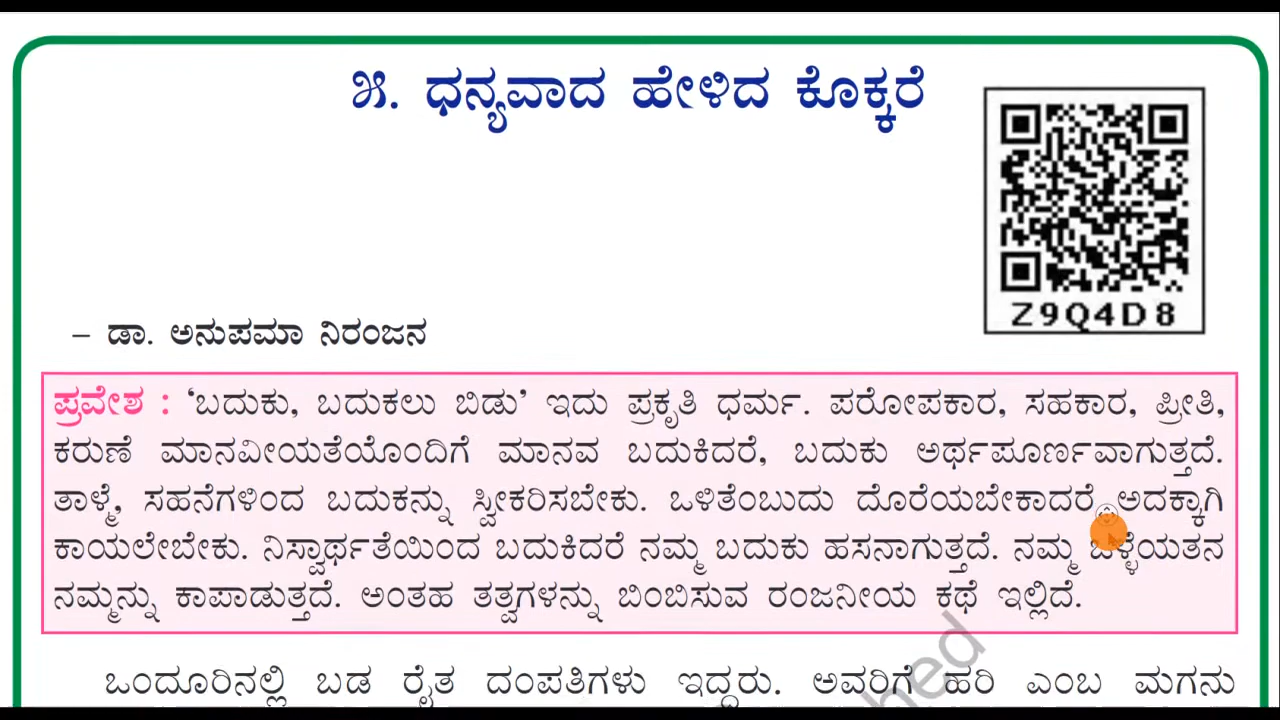 ೫. ಧನ್ಯವಾದ ಹೇಳಿದ ಕೊಕ್ಕರೆ
Z9Q4D8
– ಡಾ. ಅನುಪಮಾ ನಿರಂಜನ
ಪ್ರವೇಶ : ‘ಬದುಕು, ಬದುಕಲು ಬಿಡು’ ಇದು ಪ್ರಕೃತಿ ಧರ್ಮ. ಪರೋಪಕಾರ, ಸಹಕಾರ, ಪ್ರೀತಿ,
ಕರುಣೆ ಮಾನವೀಯತೆಯೊಂದಿಗೆ ಮಾನವ ಬದುಕಿದರೆ, ಬದುಕು ಅರ್ಥಪೂರ್ಣವಾಗುತ್ತದೆ.
ತಾಳ್ಮೆ, ಸಹನೆಗಳಿಂದ ಬದುಕನ್ನು ಸ್ವೀಕರಿಸಬೇಕು. ಒಳಿತೆಂಬುದು ದೊರೆಯಬೇಕಾದರೆ ಅದಕ್ಕಾಗಿ
ಕಾಯಲೇಬೇಕು. ನಿಸ್ವಾರ್ಥತೆಯಿಂದ ಬದುಕಿದರೆ ನಮ್ಮ ಬದುಕು ಹಸನಾಗುತ್ತದೆ. ನಮ್ಮ ಒಳ್ಳೆಯತನ
ನಮ್ಮನ್ನು ಕಾಪಾಡುತ್ತದೆ. ಅಂತಹ ತತ್ವಗಳನ್ನು ಬಿಂಬಿಸುವ ರಂಜನೀಯ ಕಥೆ ಇಲ್ಲಿದೆ.
ಒಂದೂರಿನಲ್ಲಿ ಬಡ ರೈತ ದಂಪತಿಗಳು ಇದ್ದರು. ಅವರಿಗೆ ಹರಿ ಎಂಬ ಮಗನು